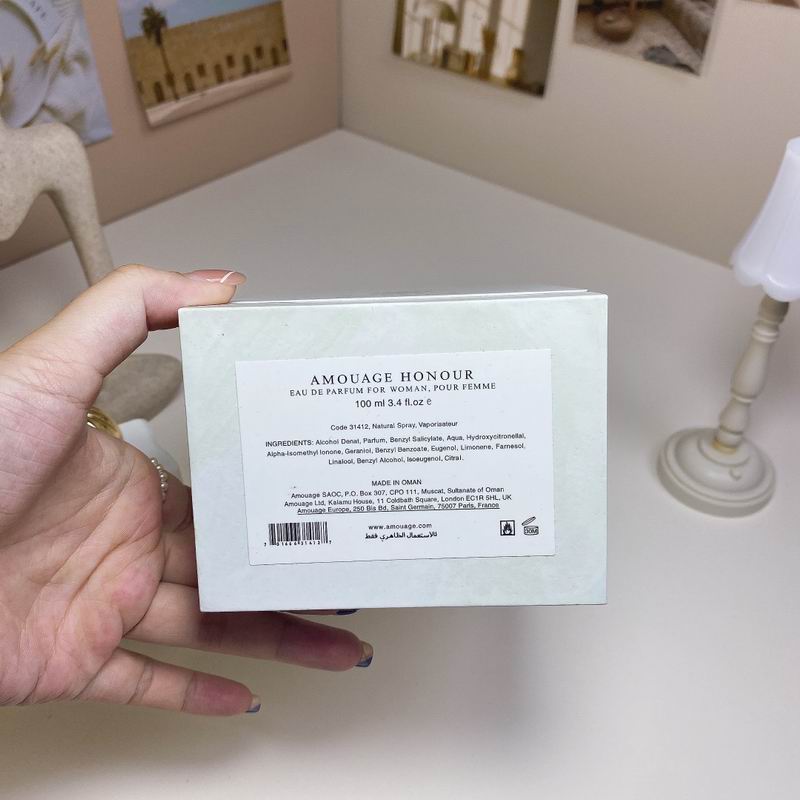 AMOUAGE HONOUR
EAU DE PARFUM FOR WOMAN, POUR FEMME
100 ml 3.4 fl.oz e
Code 31412, Natural Spray, Vaporisateur
INGREDIENTS: Alcohol Denat, Parfum, Benzyl Salicylate, Aqua, Hydroxycitronellal,
Alpha-Isomethyl Ionone, Geraniol, Benzyl Benzoate, Eugenol, Limonene, Farnesol,
Linalool, Benzyl Alcohol, Isoeugenol, Citral.
MADE IN OMAN
Amouage SAOC, P.O. Box 307, CPO 111, Muscat, Sultanate of Oman
Amouage Ltd, Kalamu House, 11 Coldbath Square, London EC1R 5HL, UK
Amouage Europe, 250 Bis Bd, Saint Germain, 75007 Paris, France
www.amouage.com
للاستعمال الظاهري فقط